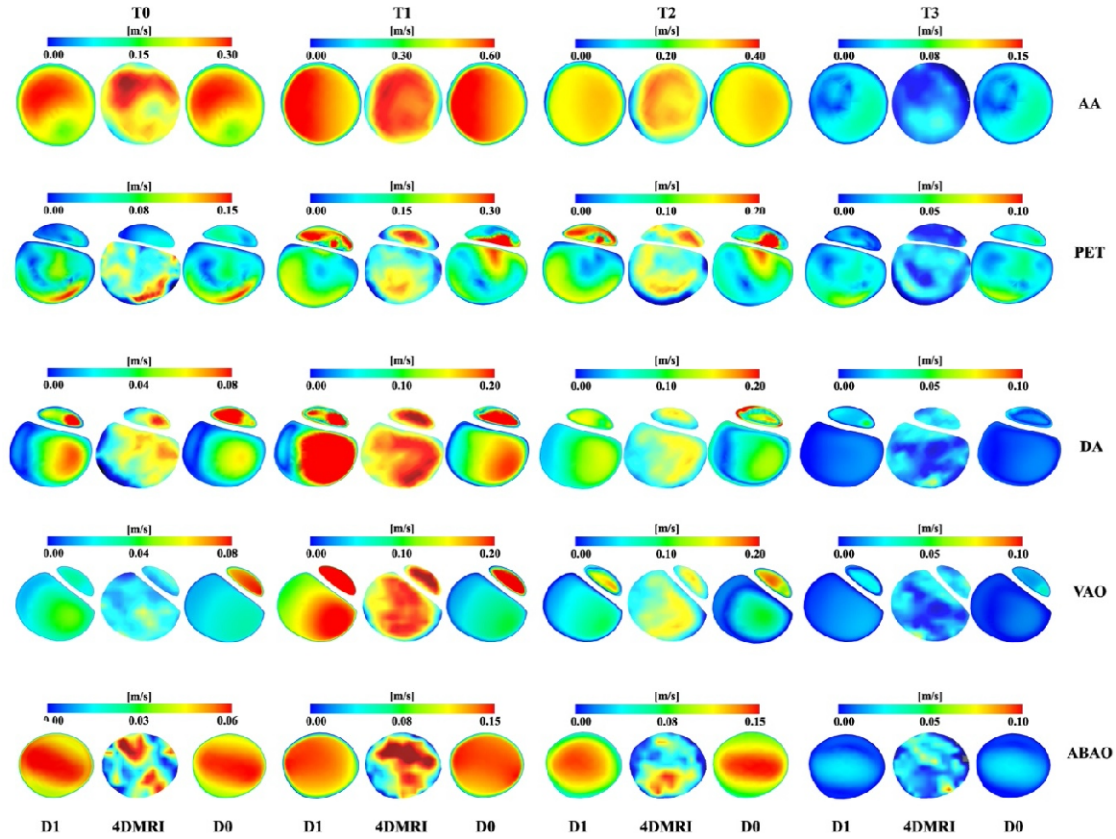 T0 T1 T2 T3
[m/s] [m/s] [m/s] [m/s]
0.00 0.15 0.30 0.00 0.30 0.60 0.00 0.20 0.40 0.00 0.08 0.15
AA
[m/s] [m/s] [m/s] [m/s]
0.00 0.08 0.15 0.00 0.15 0.30 0.00 0.10 0.20 0.00 0.05 0.10
PET
[m/s] [m/s] [m/s] [m/s]
0.00 0.04 0.08 0.00 0.10 0.20 0.00 0.10 0.20 0.00 0.05 0.10
DA
[m/s] [m/s] [m/s] [m/s]
0.00 0.04 0.08 0.00 0.10 0.20 0.00 0.10 0.20 0.00 0.05 0.10
VAO
[m/s] [m/s] [m/s] [m/s]
0.00 0.03 0.06 0.00 0.08 0.15 0.00 0.08 0.15 0.00 0.05 0.10
ABAO
D1 4DMRI D0 D1 4DMRI D0 D1 4DMRI D0 D1 4DMRI D0